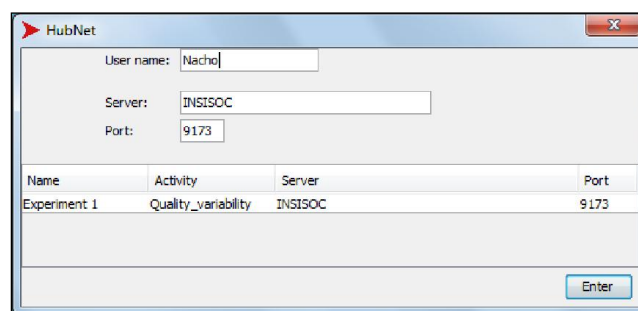 HubNet
User name: Nacho
Server: INSISOC
Port: 9173
Name Activity Server Port
Experiment 1 Quality_variability INSISOC 9173
Enter